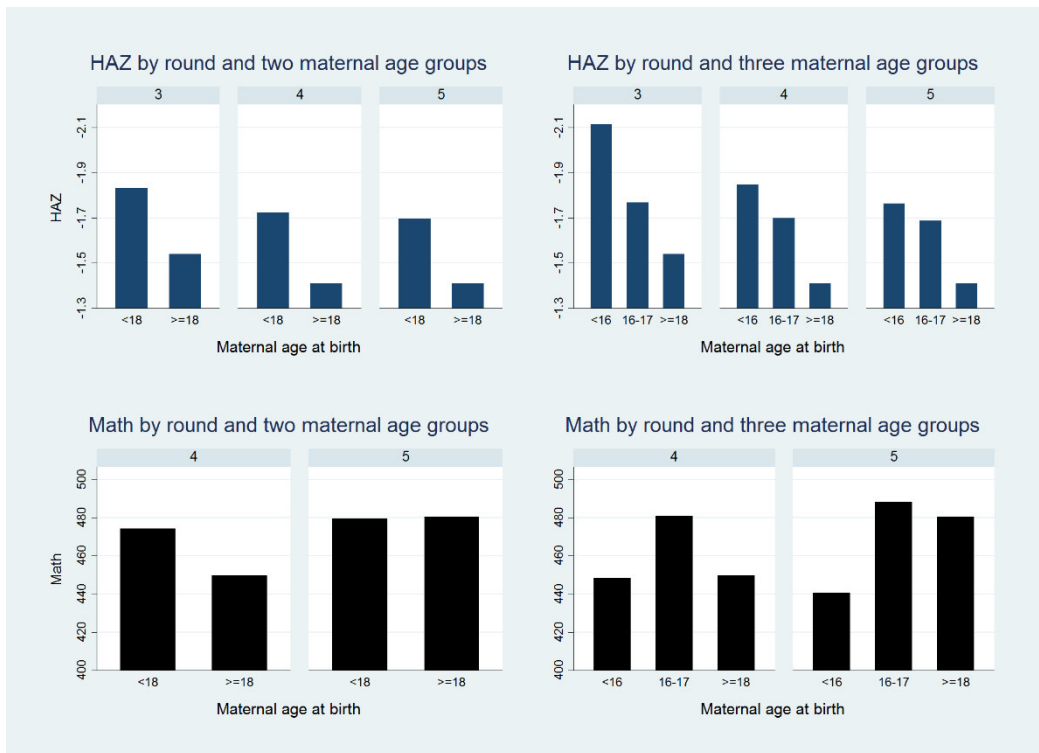 HAZ by round and two maternal age groups
3 4 5
HAZ
-2.1
-1.9
-1.7
-1.5
-1.3
<18 >=18 <18 >=18 <18 >=18
Maternal age at birth
HAZ by round and three maternal age groups
3 4 5
-2.1
-1.9
-1.7
-1.5
-1.3
<16 16-17 >=18 <16 16-17 >=18 <16 16-17 >=18
Maternal age at birth
Math by round and two maternal age groups
4 5
Math
500
480
460
440
420
400
<18 >=18 <18 >=18
Maternal age at birth
Math by round and three maternal age groups
4 5
500
480
460
440
420
400
<16 16-17 >=18 <16 16-17 >=18
Maternal age at birth